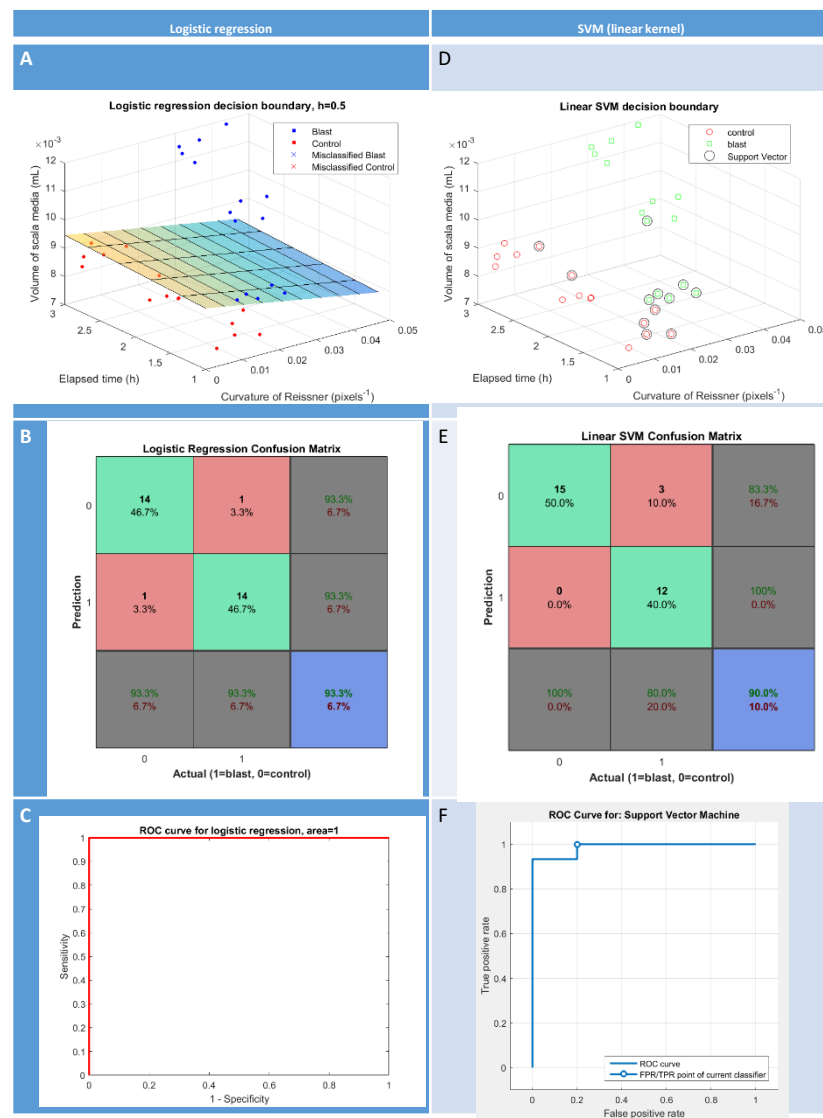 Logistic regression
SVM (linear kernel)
A
Logistic regression decision boundary, h=0.5
×10-3
Blast
Control
Misclassified Blast
Misclassified Control
12
11
10
9
8
7
Volume of scala media (mL)
3
2.5
2
1.5
1
Elapsed time (h)
0
0.01
0.02
0.03
0.04
0.05
Curvature of Reissner (pixels-1)
D
Linear SVM decision boundary
×10-3
control
blast
Support Vector
12
11
10
9
8
7
Volume of scala media (mL)
3
2.5
2
1.5
1
Elapsed time (h)
0
0.01
0.02
0.03
0.04
0.05
Curvature of Reissner (pixels-1)
B
Logistic Regression Confusion Matrix
0
14 1 93.3%
46.7% 3.3% 6.7%
Prediction
1
1 14 93.3%
3.3% 46.7% 6.7%
93.3% 93.3% 93.3%
6.7% 6.7% 6.7%
0 1
Actual (1=blast, 0=control)
E
Linear SVM Confusion Matrix
0
15 3 83.3%
50.0% 10.0% 16.7%
Prediction
1
0 12 100%
0.0% 40.0% 0.0%
100% 80.0% 90.0%
0.0% 20.0% 10.0%
0 1
Actual (1=blast, 0=control)
C
ROC curve for logistic regression, area=1
1
0.9
0.8
0.7
0.6
0.5
0.4
0.3
0.2
0.1
0
Sensitivity
0 0.2 0.4 0.6 0.8 1
1 - Specificity
F
ROC Curve for: Support Vector Machine
1
0.8
0.6
0.4
0.2
0
True positive rate
ROC curve
FPR/TPR point of current classifier
0 0.2 0.4 0.6 0.8 1
False positive rate